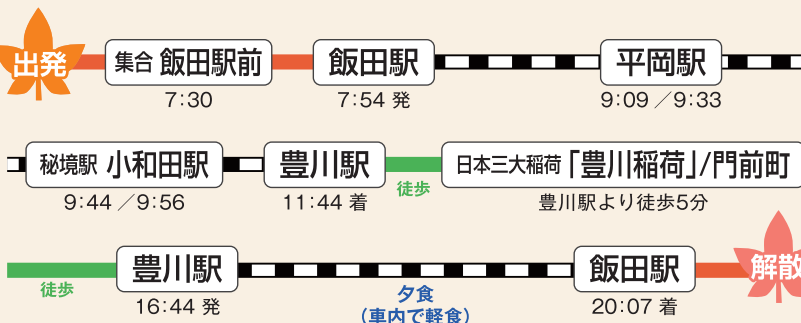 出発
集合 飯田駅前
飯田駅
平岡駅
7:30
7:54 発
9:09／9:33
秘境駅 小和田駅
豊川駅
日本三大稲荷「豊川稲荷」/門前町
9:44／9:56
11:44 着
徒歩
豊川駅より徒歩5分
豊川駅
飯田駅
解散
徒歩
16:44 発
夕食
（車内で軽食）
20:07 着